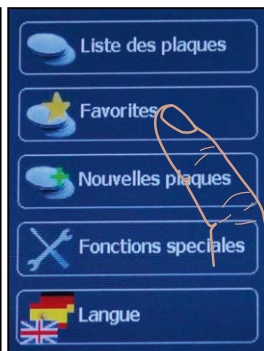 Liste des plaques
Favorites
Nouvelles plaques
Fonctions speciales
Langue